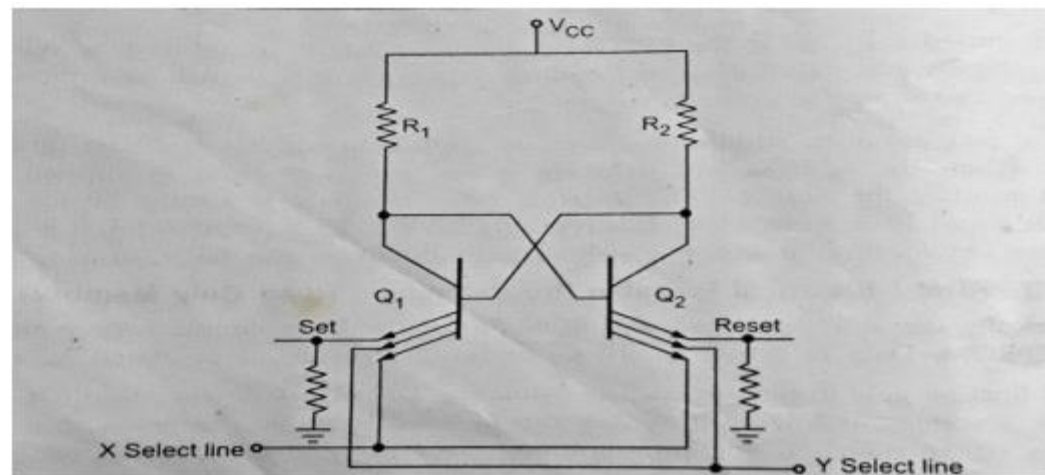 VCC
R1
R2
Q1
Q2
Set
Reset
X Select line
Y Select line